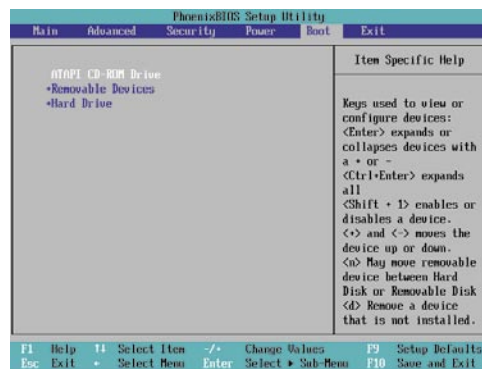 PhoenixBIOS Setup Utility
Main Advanced Security Power Boot Exit
ATAPI CD-ROM Drive
+Removable Devices
+Hard Drive
Item Specific Help
Keys used to view or
configure devices:
<Enter> expands or
collapses devices with
a + or -
<Ctrl+Enter> expands
all
<Shift + 1> enables or
disables a device.
<+> and <-> moves the
device up or down.
<n> May move removable
device between Hard
Disk or Removable Disk
<d> Remove a device
that is not installed.
F1 Help ↑↓ Select Item -/+ Change Values F9 Setup Defaults
Esc Exit ↔ Select Menu Enter Select ▶ Sub-Menu F10 Save and Exit